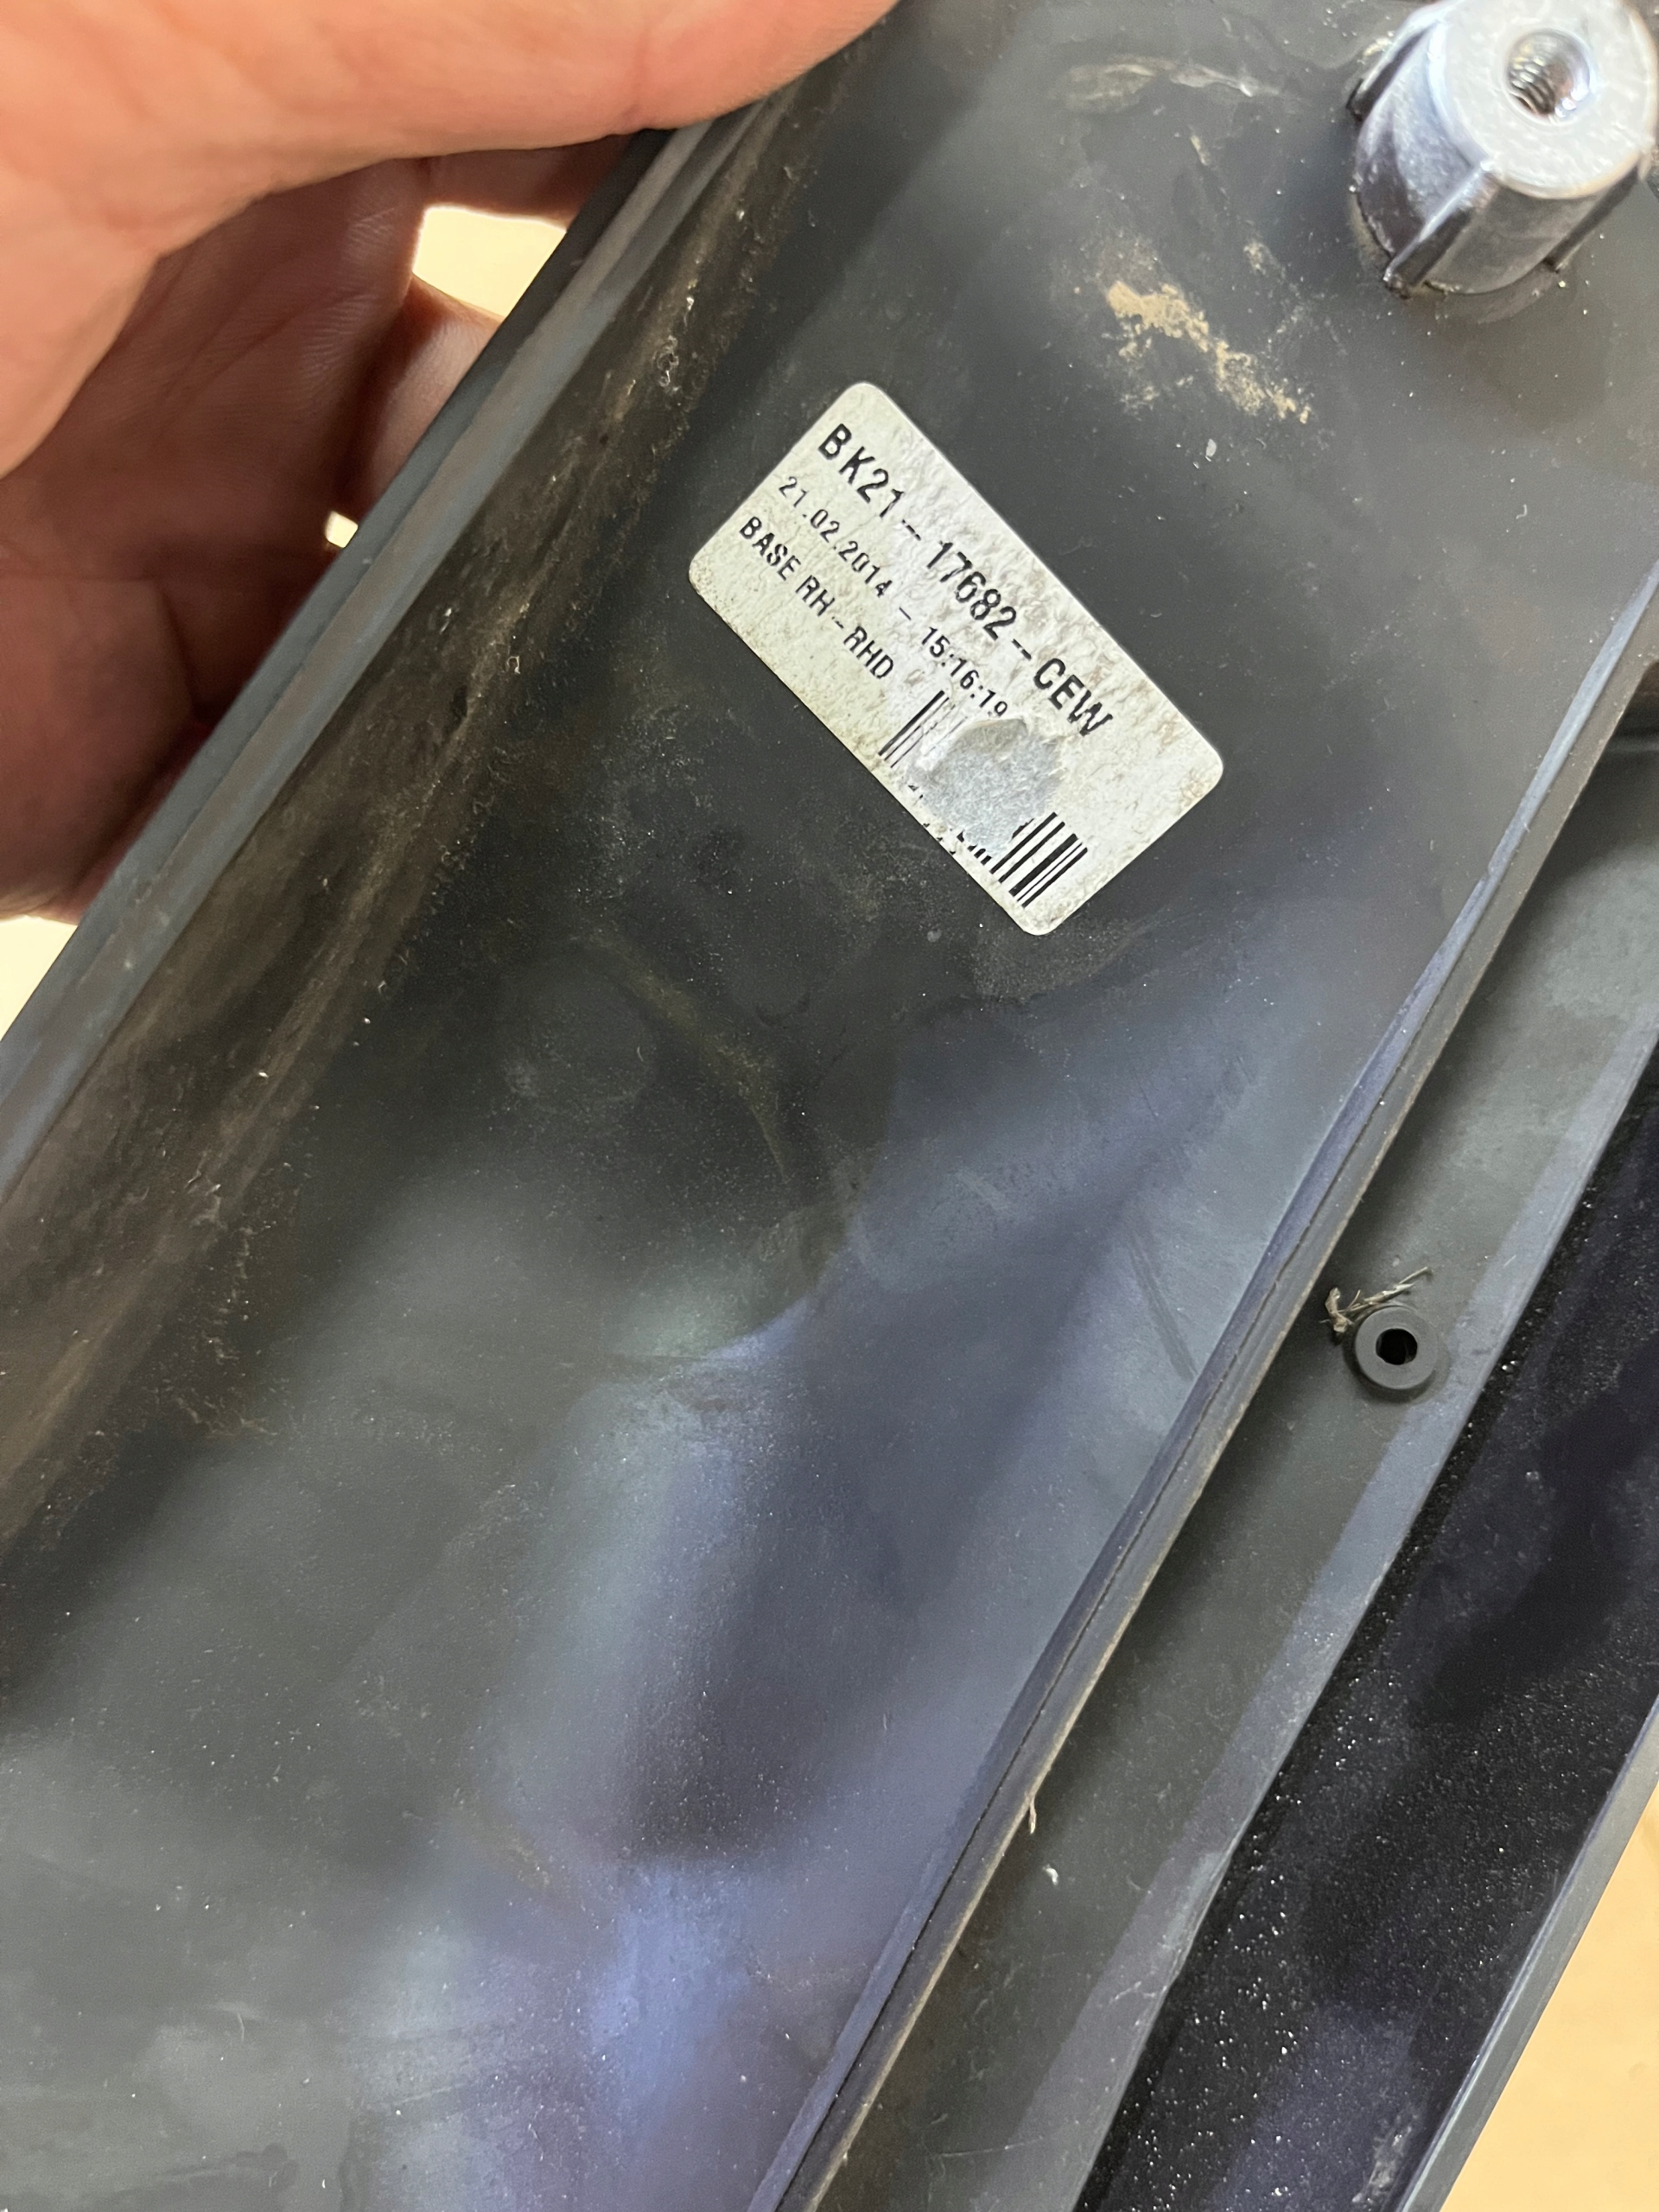 BK21-17682-CEW
21.02.2014 - 15:16:19
BASE RH-RHD